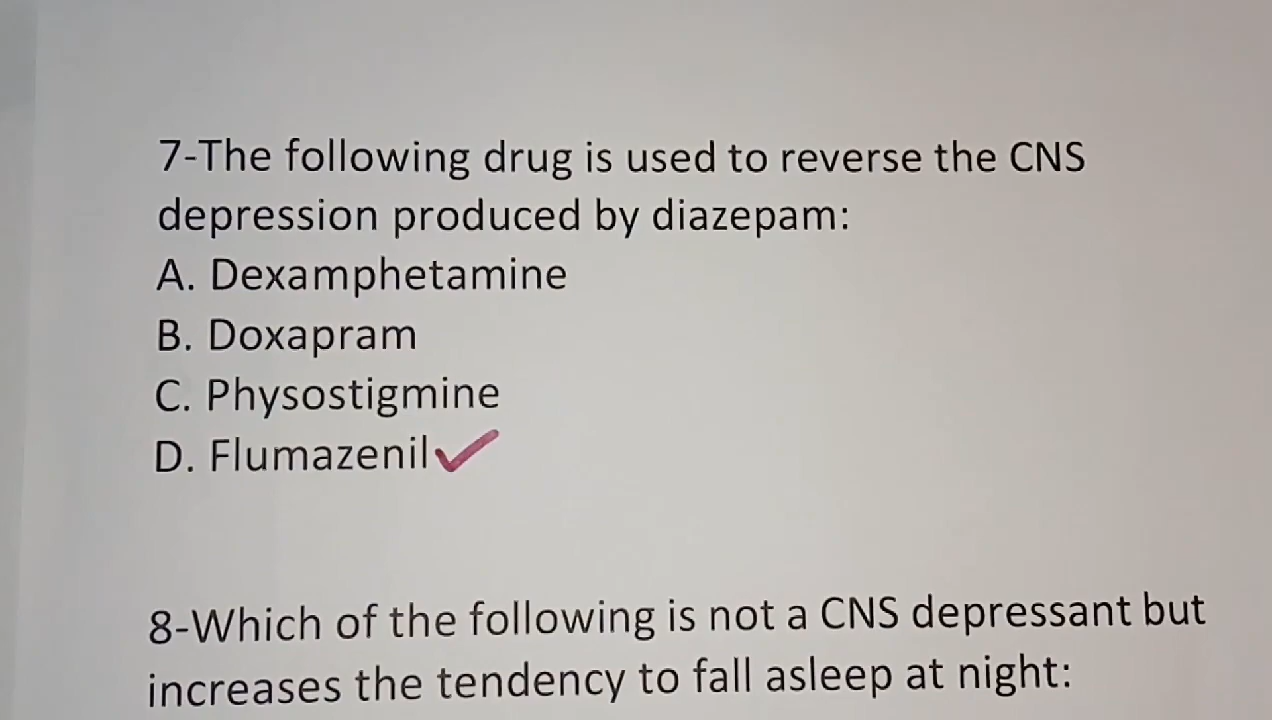 7-The following drug is used to reverse the CNS
depression produced by diazepam:
A. Dexamphetamine
B. Doxapram
C. Physostigmine
D. Flumazenil
8-Which of the following is not a CNS depressant but
increases the tendency to fall asleep at night: